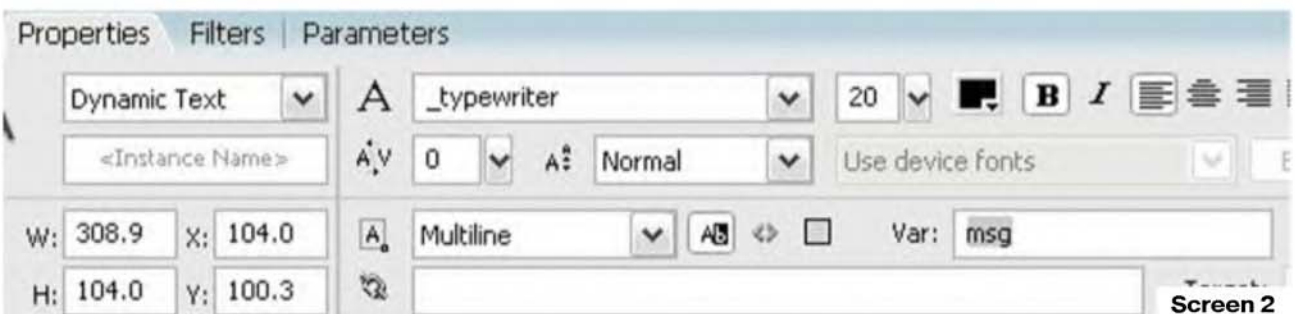 Properties Filters | Parameters
Dynamic Text A _typewriter 20 B I
<Instance Name> A V 0 A Normal Use device fonts
W: 308.9 X: 104.0 A Multiline AB <> Var: msg
H: 104.0 Y: 100.3
Screen 2